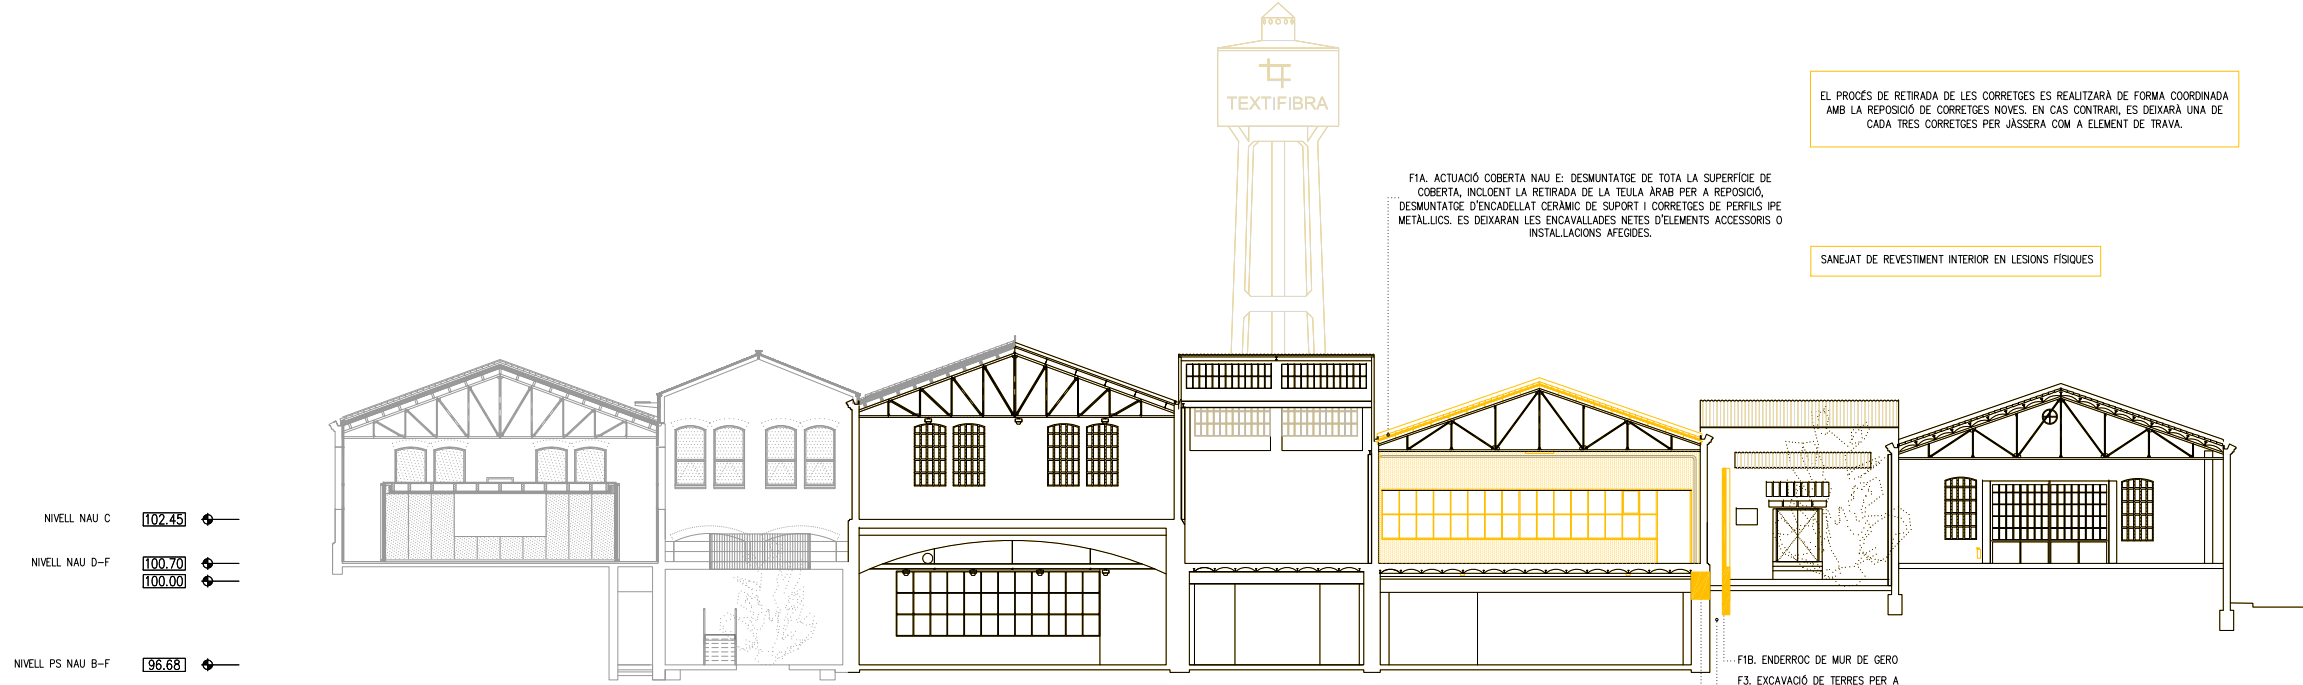 TEXTIFIBRA
EL PROCÉS DE RETIRADA DE LES CORRETGES ES REALITZARÀ DE FORMA COORDINADA
AMB LA REPOSICIÓ DE CORRETGES NOVES. EN CAS CONTRARI, ES DEIXARÀ UNA DE
CADA TRES CORRETGES PER JÀSSERA COM A ELEMENT DE TRAVA.
F1A. ACTUACIÓ COBERTA NAU E: DESMUNTATGE DE TOTA LA SUPERFÍCIE DE
COBERTA, INCLOENT LA RETIRADA DE LA TEULA ÀRAB PER A REPOSICIÓ,
DESMUNTATGE D'ENCADELLAT CERÀMIC DE SUPORT I CORRETGES DE PERFILS IPE
METÀL.LICS. ES DEIXARAN LES ENCAVALLADES NETES D'ELEMENTS ACCESSORIS O
INSTAL.LACIONS AFEGIDES.
SANEJAT DE REVESTIMENT INTERIOR EN LESIONS FÍSIQUES
NIVELL NAU C 102.45
NIVELL NAU D-F 100.70
100.00
NIVELL PS NAU B-F 96.68
F1B. ENDERROC DE MUR DE GERO
F3. EXCAVACIÓ DE TERRES PER A